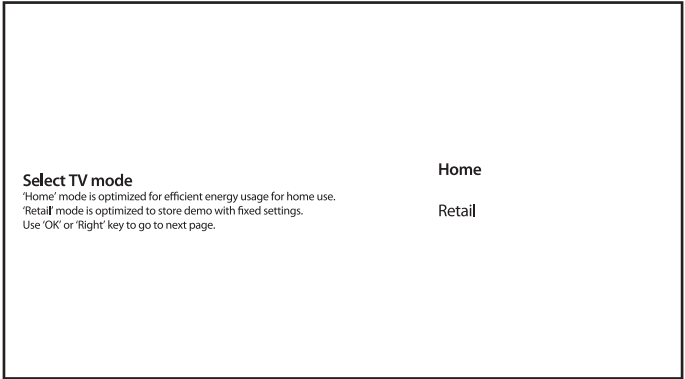 Select TV mode
‘Home’ mode is optimized for efficient energy usage for home use.
‘Retail’ mode is optimized to store demo with fixed settings.
Use ‘OK’ or ‘Right’ key to go to next page.
Home
Retail